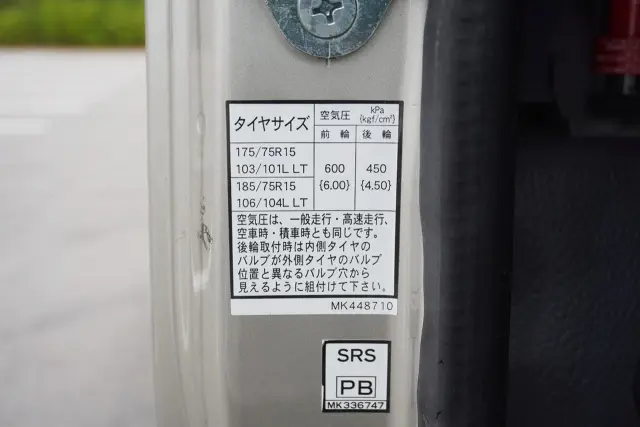 タイヤサイズ 空気圧 kPa {kgf/cm²}
前輪 後輪
175/75R15
103/101L LT 600 450
185/75R15 {6.00} {4.50}
106/104L LT
空気圧は、一般走行・高速走行、
空車時・積車時とも同じです。
後輪取付時は内側タイヤの
バルブが外側タイヤのバルブ
位置と異なるバルブ穴から
見えるように組付けて下さい。
MK448710
SRS
PB
MK336747